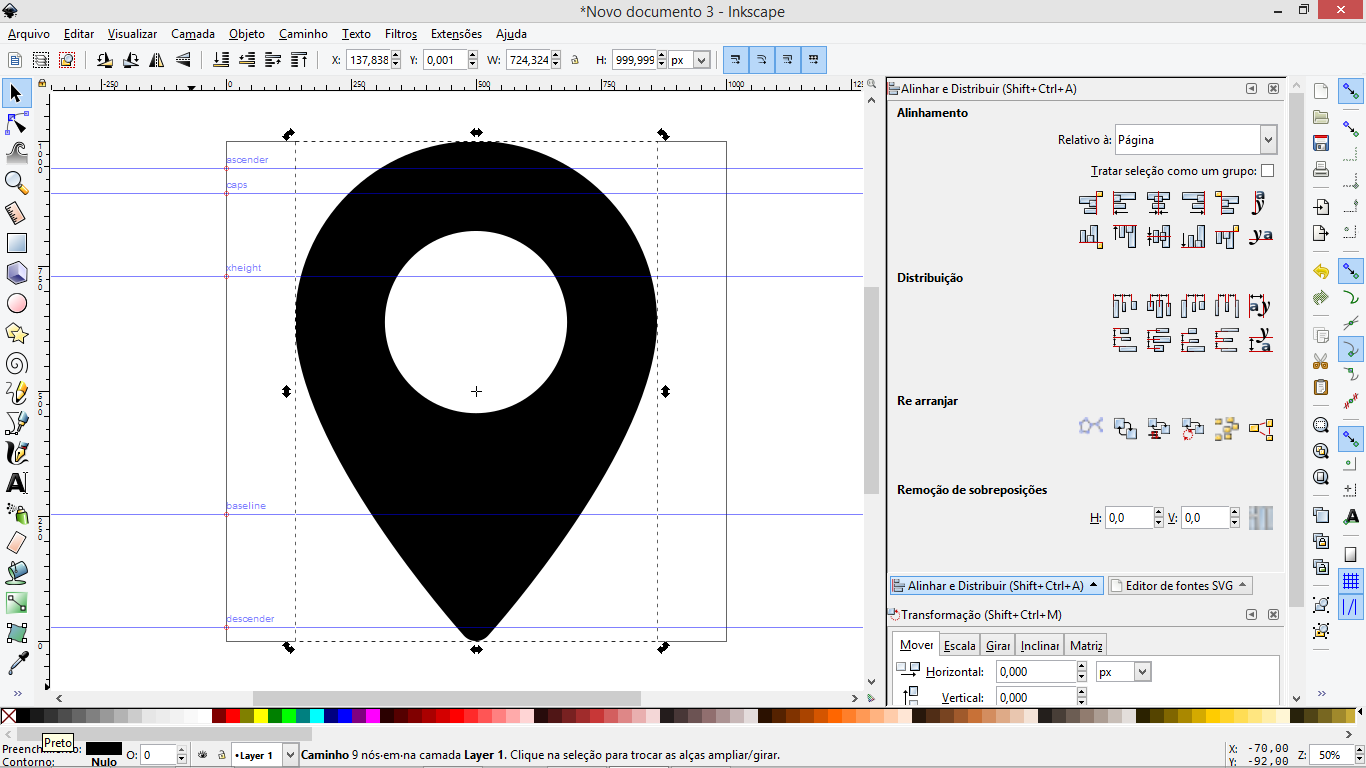 *Novo documento 3 - Inkscape
Arquivo Editar Visualizar Camada Objeto Caminho Texto Filtros Extensões Ajuda
X: 137,838 Y: 0,001 W: 724,324 H: 999,999 px
-250 0 250 500 750 1000
Alinhar e Distribuir (Shift+Ctrl+A)
Alinhamento
Relativo à: Página
Tratar seleção como um grupo:
ascender
caps
xheight
baseline
descender
Distribuição
Re arranjar
Remoção de sobreposições
H: 0,0 V: 0,0
Alinhar e Distribuir (Shift+Ctrl+A) Editor de fontes SVG
Transformação (Shift+Ctrl+M)
Mover Escala Girar Inclinar Matriz
Horizontal: 0,000 px
Vertical: 0,000
Preto
Preenchimento:
Contorno: Nulo
O: 0
•Layer 1
Caminho 9 nós·em·na camada Layer 1. Clique na seleção para trocar as alças ampliar/girar.
X: -70,00
Y: -92,00
Z: 50%